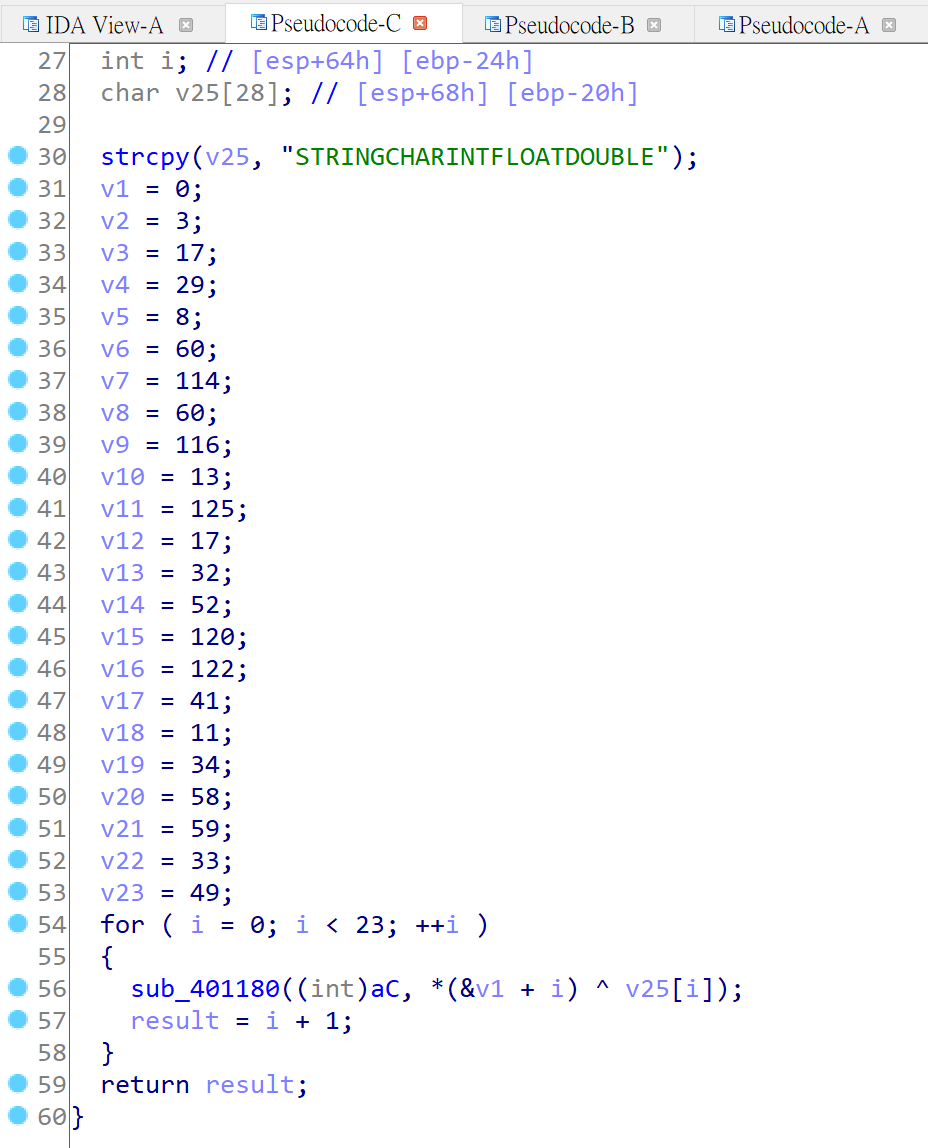 IDA View-A Pseudocode-C Pseudocode-B Pseudocode-A
27 int i; // [esp+64h] [ebp-24h]
28 char v25[28]; // [esp+68h] [ebp-20h]
29
30 strcpy(v25, "STRINGCHARINTFLOATDOUBLE");
31 v1 = 0;
32 v2 = 3;
33 v3 = 17;
34 v4 = 29;
35 v5 = 8;
36 v6 = 60;
37 v7 = 114;
38 v8 = 60;
39 v9 = 116;
40 v10 = 13;
41 v11 = 125;
42 v12 = 17;
43 v13 = 32;
44 v14 = 52;
45 v15 = 120;
46 v16 = 122;
47 v17 = 41;
48 v18 = 11;
49 v19 = 34;
50 v20 = 58;
51 v21 = 59;
52 v22 = 33;
53 v23 = 49;
54 for ( i = 0; i < 23; ++i )
55 {
56 sub_401180((int)aC, *(&v1 + i) ^ v25[i]);
57 result = i + 1;
58 }
59 return result;
60 }